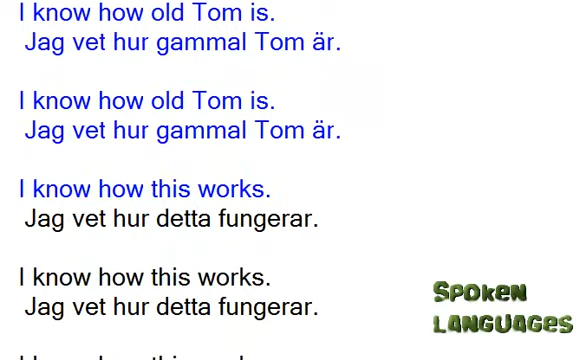 I know how old Tom is.
Jag vet hur gammal Tom är.
I know how old Tom is.
Jag vet hur gammal Tom är.
I know how this works.
Jag vet hur detta fungerar.
I know how this works.
Jag vet hur detta fungerar.
Spoken
Languages